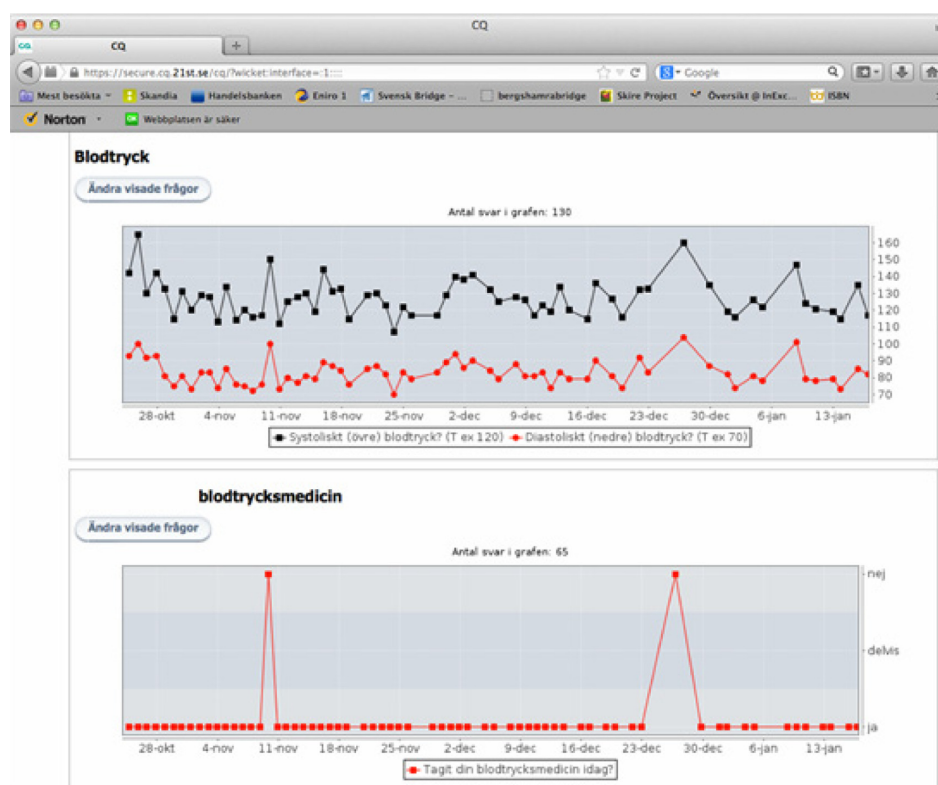 CQ
CQ CQ +
https://secure.cq.21st.se/cq/?wicket:interface=:1:::: Google
Mest besökta Skandia Handelsbanken Eniro 1 Svensk Bridge - ... bergshamrabridge Skire Project Översikt @ InExc... ISBN
Norton Webbplatsen är säker
Blodtryck
Ändra visade frågor
Antal svar i grafen: 130
160
150
140
130
120
110
100
90
80
70
28-okt 4-nov 11-nov 18-nov 25-nov 2-dec 9-dec 16-dec 23-dec 30-dec 6-jan 13-jan
Systoliskt (övre) blodtryck? (T ex 120) Diastoliskt (nedre) blodtryck? (T ex 70)
blodtrycksmedicin
Ändra visade frågor
Antal svar i grafen: 65
nej
delvis
ja
28-okt 4-nov 11-nov 18-nov 25-nov 2-dec 9-dec 16-dec 23-dec 30-dec 6-jan 13-jan
Tagit din blodtrycksmedicin idag?